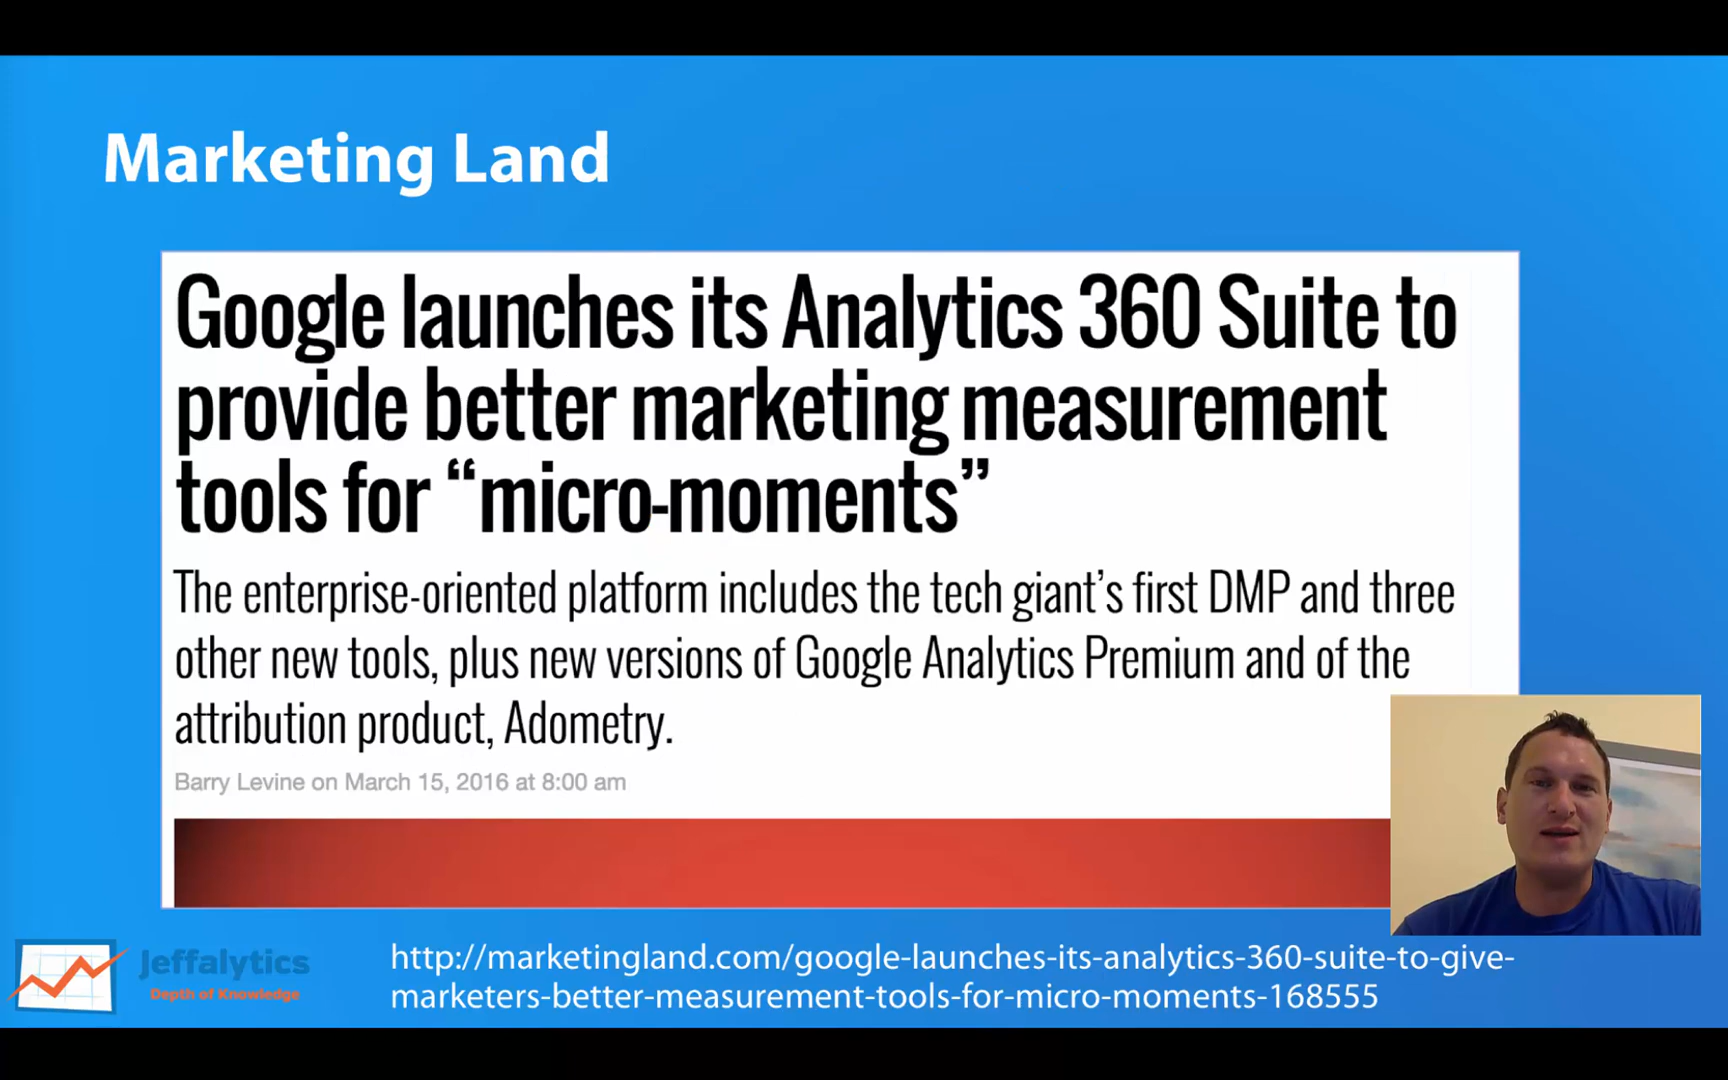 Marketing Land
Google launches its Analytics 360 Suite to
provide better marketing measurement
tools for “micro-moments”
The enterprise-oriented platform includes the tech giant’s first DMP and three
other new tools, plus new versions of Google Analytics Premium and of the
attribution product, Adometry.
Barry Levine on March 15, 2016 at 8:00 am
Jeffalytics
Depth of Knowledge
http://marketingland.com/google-launches-its-analytics-360-suite-to-give-
marketers-better-measurement-tools-for-micro-moments-168555